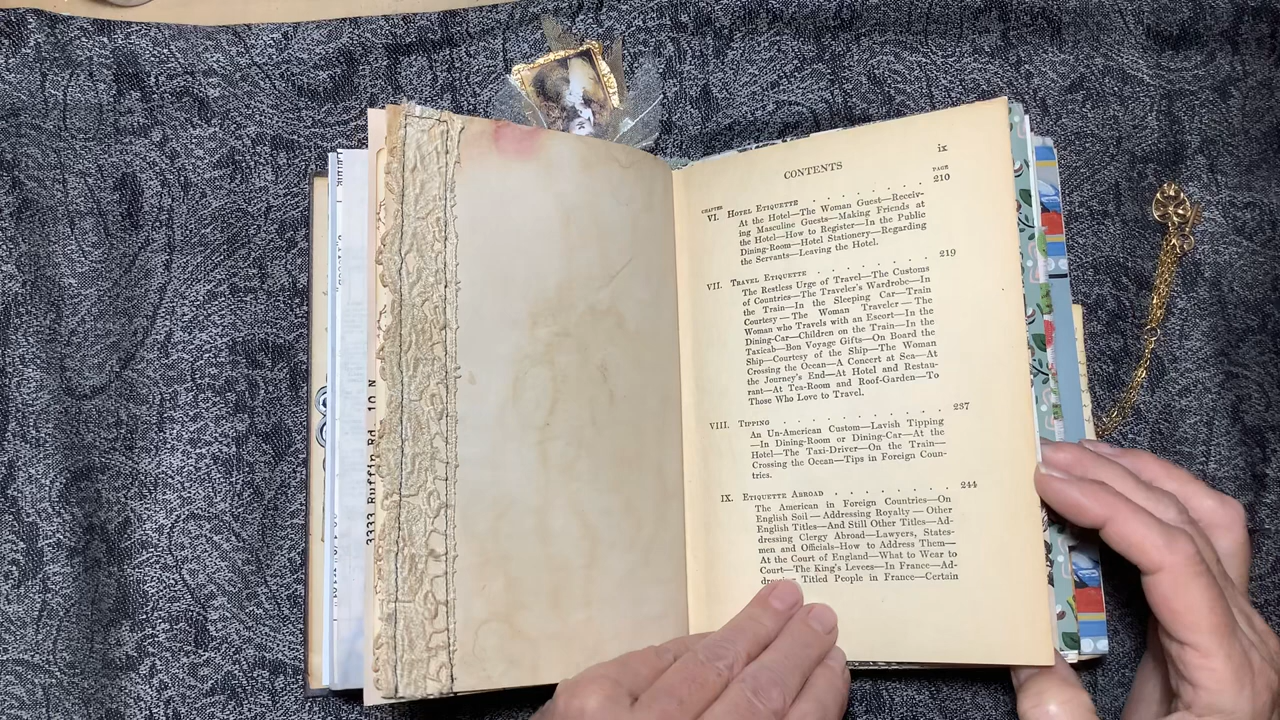 3333 Ruffin Rd. 10 N
ix
CONTENTS
CHAPTER
PAGE
VI. HOTEL ETIQUETTE . . . . . . . . 210
At the Hotel—The Woman Guest—Receiv-
ing Masculine Guests—Making Friends at
the Hotel—How to Register—In the Public
Dining-Room—Hotel Stationery—Regarding
the Servants—Leaving the Hotel.
VII. TRAVEL ETIQUETTE . . . . . . . . 219
The Restless Urge of Travel—The Customs
of Countries—The Traveler's Wardrobe—In
the Train—In the Sleeping Car—Train
Courtesy — The Woman Traveler — The
Woman who Travels with an Escort—In the
Dining-Car—Children on the Train—In the
Taxicab—Bon Voyage Gifts—On Board the
Ship—Courtesy of the Ship—The Woman
Crossing the Ocean—A Concert at Sea—At
the Journey's End—At Hotel and Restau-
rant—At Tea-Room and Roof-Garden—To
Those Who Love to Travel.
VIII. TIPPING . . . . . . . . . . 237
An Un-American Custom—Lavish Tipping
—In Dining-Room or Dining-Car—At the
Hotel—The Taxi-Driver—On the Train—
Crossing the Ocean—Tips in Foreign Coun-
tries.
IX. ETIQUETTE ABROAD . . . . . . . . 244
The American in Foreign Countries—On
English Soil — Addressing Royalty — Other
English Titles—And Still Other Titles—Ad-
dressing Clergy Abroad—Lawyers, States-
men and Officials—How to Address Them—
At the Court of England—What to Wear to
Court—The King's Levees—In France—Ad-
dressing Titled People in France—Certain